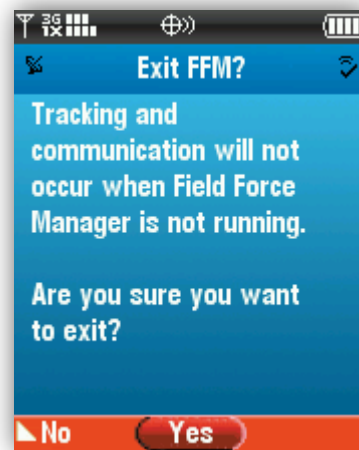 3G
1X
Exit FFM?
Tracking and
communication will not
occur when Field Force
Manager is not running.
Are you sure you want
to exit?
No Yes